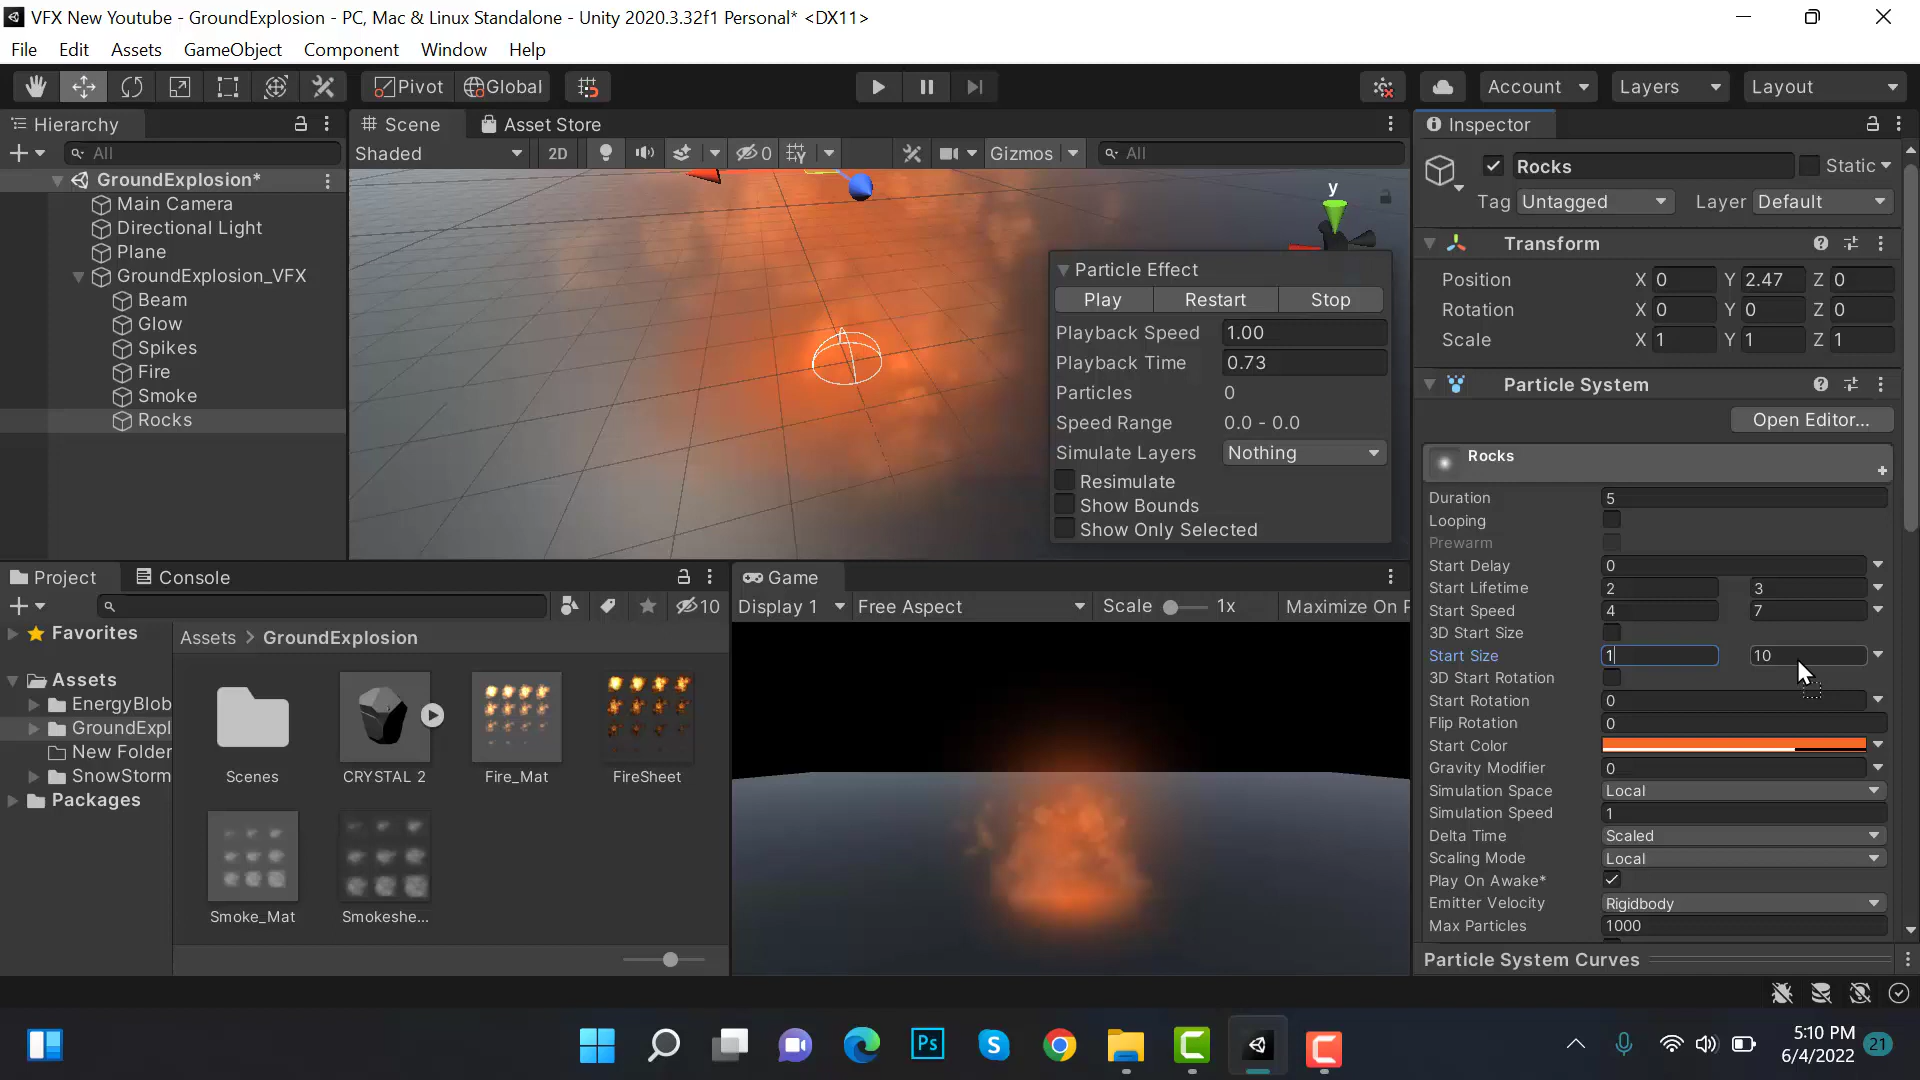 VFX New Youtube - GroundExplosion - PC, Mac & Linux Standalone - Unity 2020.3.32f1 Personal* <DX11>
File Edit Assets GameObject Component Window Help
Pivot Global Account Layers Layout
Hierarchy
All
GroundExplosion*
Main Camera
Directional Light
Plane
GroundExplosion_VFX
Beam
Glow
Spikes
Fire
Smoke
Rocks
Scene Asset Store
Shaded 2D 0 Gizmos All
y
Particle Effect
Play Restart Stop
Playback Speed 1.00
Playback Time 0.73
Particles 0
Speed Range 0.0 - 0.0
Simulate Layers Nothing
Resimulate
Show Bounds
Show Only Selected
Project Console
10
Favorites
Assets
EnergyBlob
GroundExpl
New Folder
SnowStorm
Packages
Assets > GroundExplosion
Scenes CRYSTAL 2 Fire_Mat FireSheet
Smoke_Mat Smokeshe...
Game
Display 1 Free Aspect Scale 1x Maximize On P
Inspector
Rocks Static
Tag Untagged Layer Default
Transform
Position X 0 Y 2.47 Z 0
Rotation X 0 Y 0 Z 0
Scale X 1 Y 1 Z 1
Particle System
Open Editor...
Rocks
Duration 5
Looping
Prewarm
Start Delay 0
Start Lifetime 2 3
Start Speed 4 7
3D Start Size
Start Size 1 10
3D Start Rotation
Start Rotation 0
Flip Rotation 0
Start Color
Gravity Modifier 0
Simulation Space Local
Simulation Speed 1
Delta Time Scaled
Scaling Mode Local
Play On Awake*
Emitter Velocity Rigidbody
Max Particles 1000
Particle System Curves
Ps
5:10 PM
6/4/2022
21